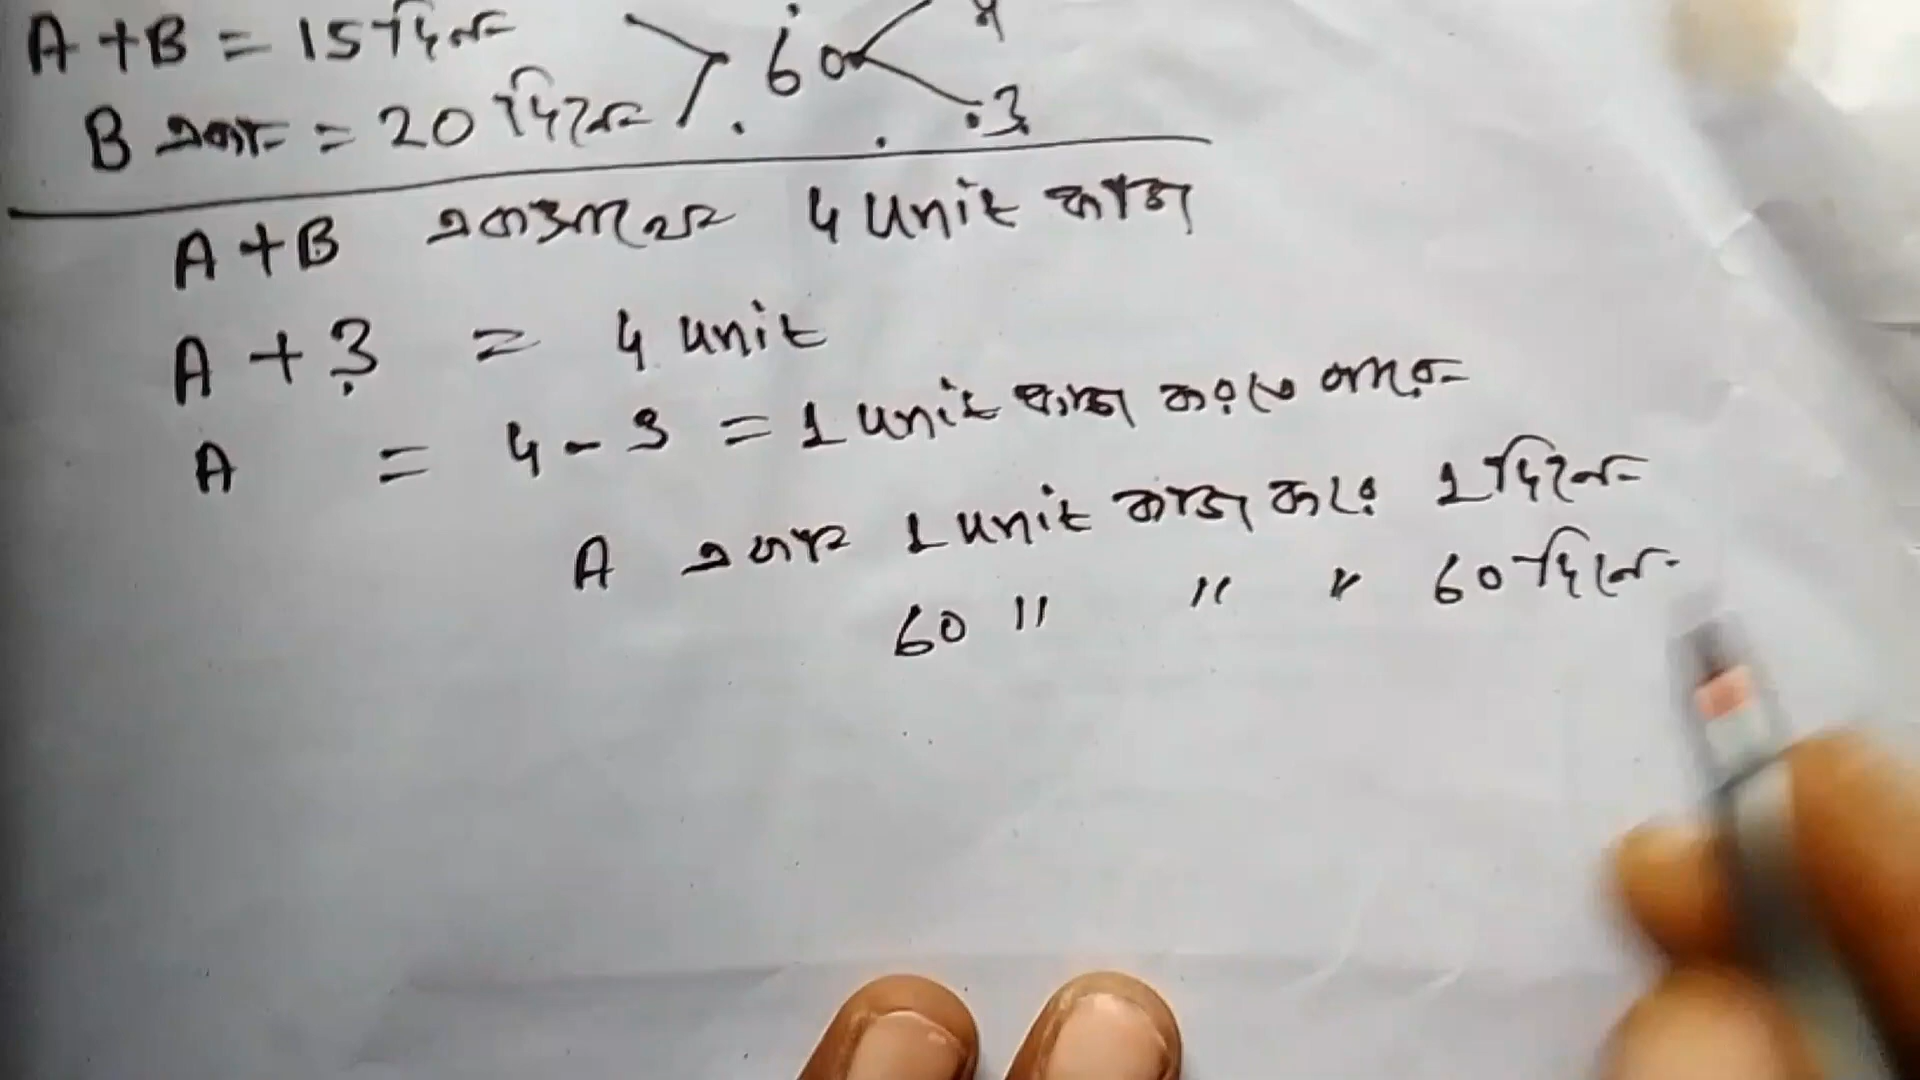 A + B = 15 দিনে 60 4
B একা = 20 দিনে 3
A + B একসাথে 4 unit কাজ
A + 3 = 4 unit
A = 4 - 3 = 1 unit কাজ করতে পারে
A একা 1 unit কাজ করে 1 দিনে
60 " " " 60 দিনে